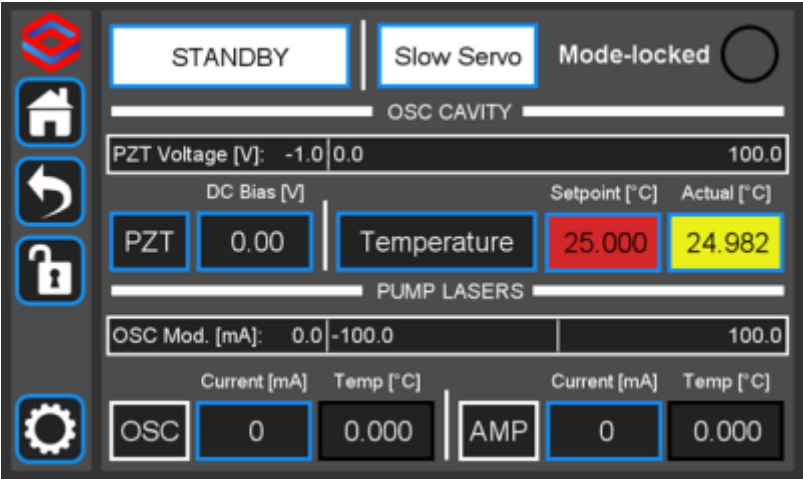 STANDBY Slow Servo Mode-locked
OSC CAVITY
PZT Voltage [V]: -1.0 0.0 100.0
DC Bias [V] Setpoint [°C] Actual [°C]
PZT 0.00 Temperature 25.000 24.982
PUMP LASERS
OSC Mod. [mA]: 0.0 -100.0 100.0
Current [mA] Temp [°C] Current [mA] Temp [°C]
OSC 0 0.000 AMP 0 0.000